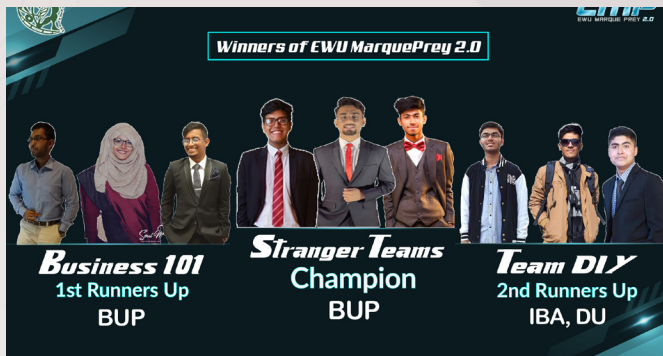 EWU MARQUE PREY 2.0
Winners of EWU MarquePrey 2.0
Business 101
1st Runners Up
BUP
Stranger Teams
Champion
BUP
Team DIY
2nd Runners Up
IBA, DU